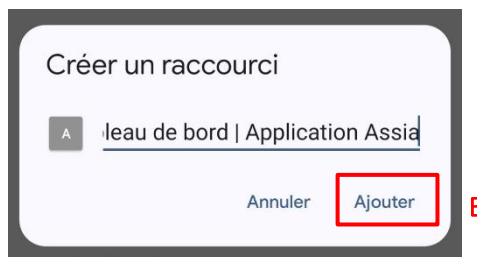 Créer un raccourci
A
leau de bord | Application Assia
Annuler Ajouter